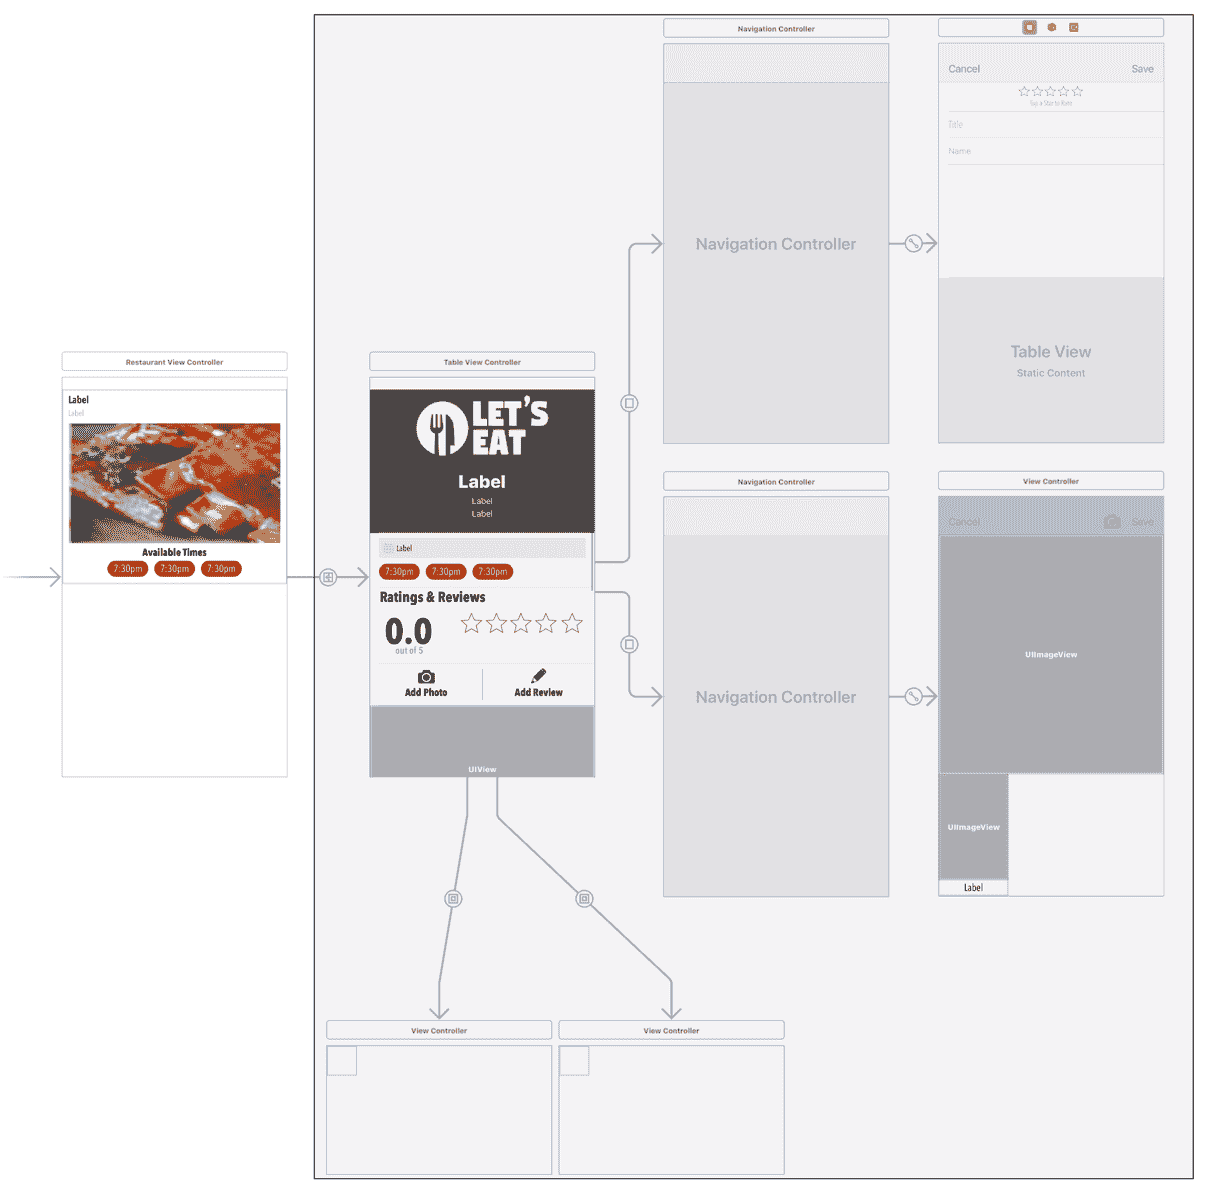 Restaurant View Controller
Label
Label
Available Times
7:30pm 7:30pm 7:30pm
Table View Controller
LET'S
EAT
Label
Label
Label
Label
7:30pm 7:30pm 7:30pm
Ratings & Reviews
0.0
out of 5
Add Photo Add Review
UIView
Navigation Controller
Navigation Controller
Cancel Save
Tap a Star to Rate
Title
Name
Table View
Static Content
Navigation Controller
Navigation Controller
View Controller
Cancel Save
UIImageView
UIImageView
Label
View Controller
View Controller